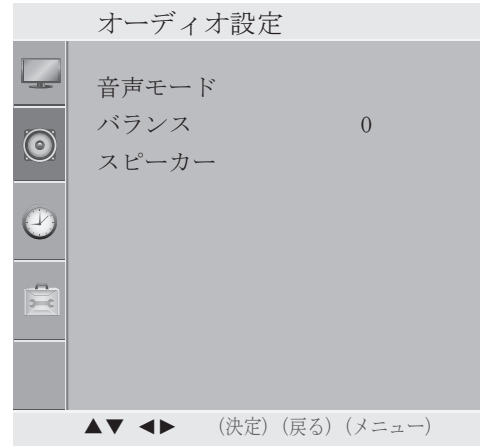 オーディオ設定
音声モード
バランス 0
スピーカー
▲▼ ◀▶ (決定) (戻る) (メニュー)